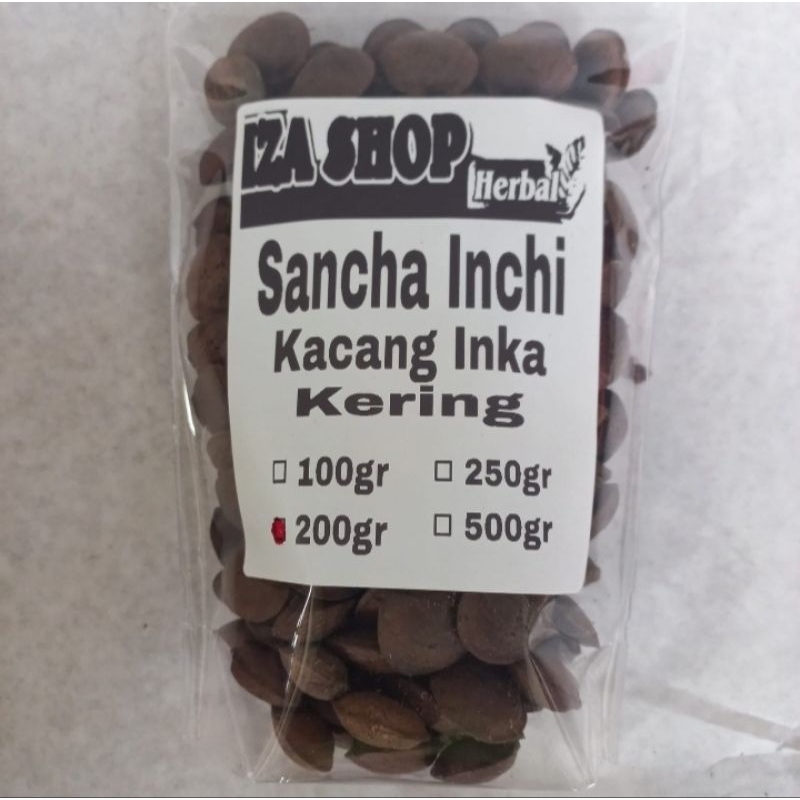 IZA SHOP
Herbal
Sancha Inchi
Kacang Inka
Kering
100gr 250gr
200gr 500gr